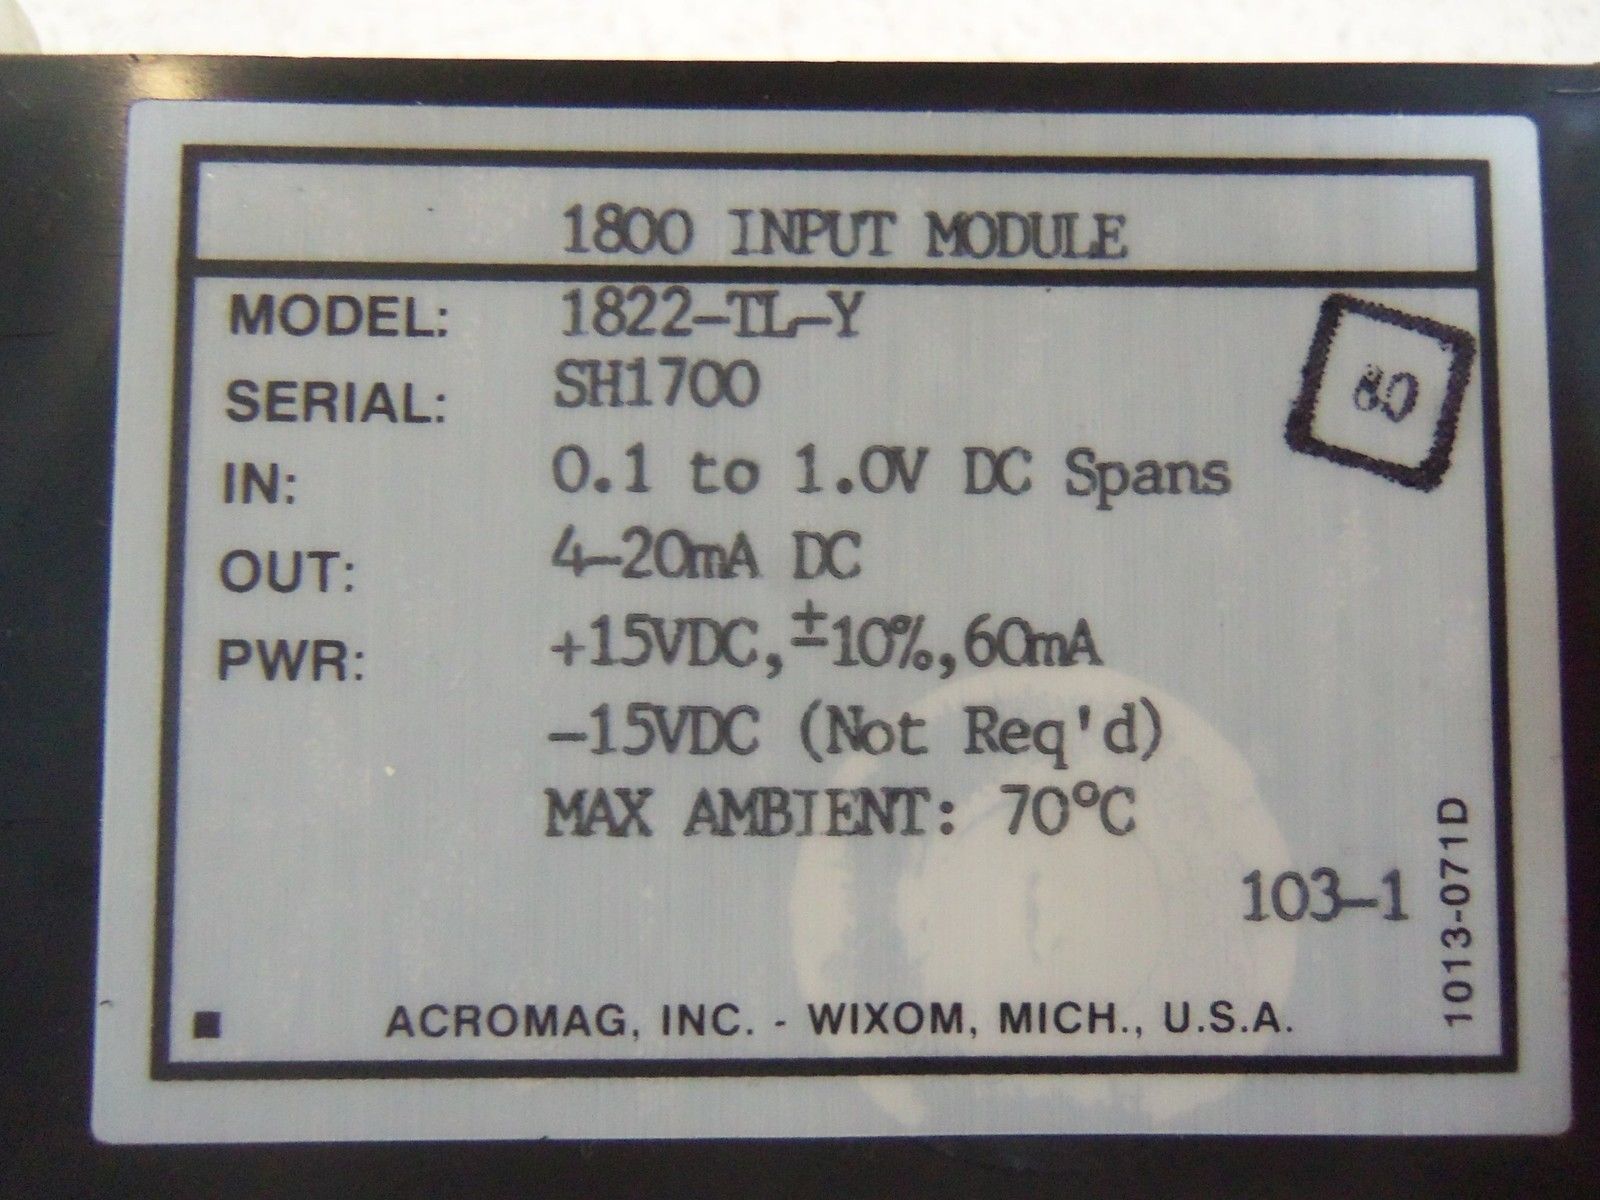 1800 INPUT MODULE
MODEL: 1822-TL-Y
SERIAL: SH1700
IN: 0.1 to 1.0V DC Spans
OUT: 4-20mA DC
PWR: +15VDC,±10%,60mA
-15VDC (Not Req'd)
MAX AMBIENT: 70°C
103-1
1013-071D
ACROMAG, INC. - WIXOM, MICH., U.S.A.